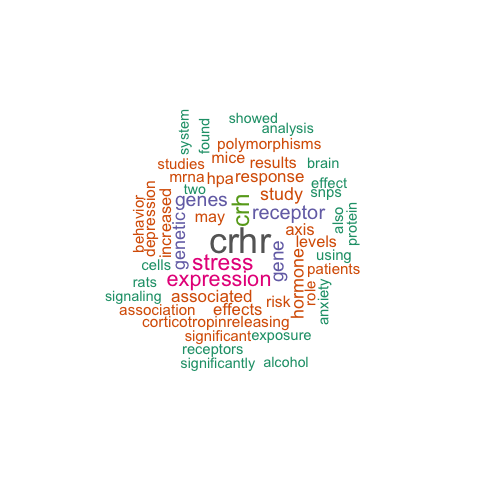 showed
analysis
system
found
polymorphisms
mice
studies
results
brain
mrna
hpa
response
effect
two
genes
crh
study
snps
behavior
depression
increased
genetic
may
receptor
also
protein
crhr
axis
levels
stress
gene
using
cells
expression
hormone
patients
rats
role
anxiety
signaling
associated
risk
association
effects
corticotropinreleasing
significant
exposure
receptors
significantly
alcohol